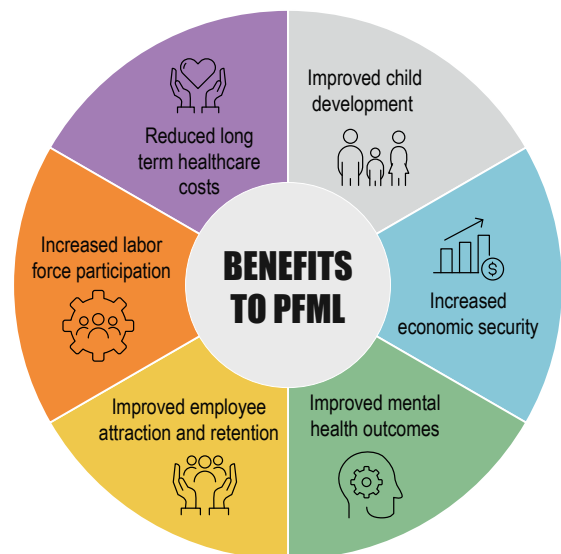 BENEFITS
TO PFML
Improved child
development
Increased
economic security
Improved mental
health outcomes
Improved employee
attraction and retention
Increased labor
force participation
Reduced long
term healthcare
costs
$